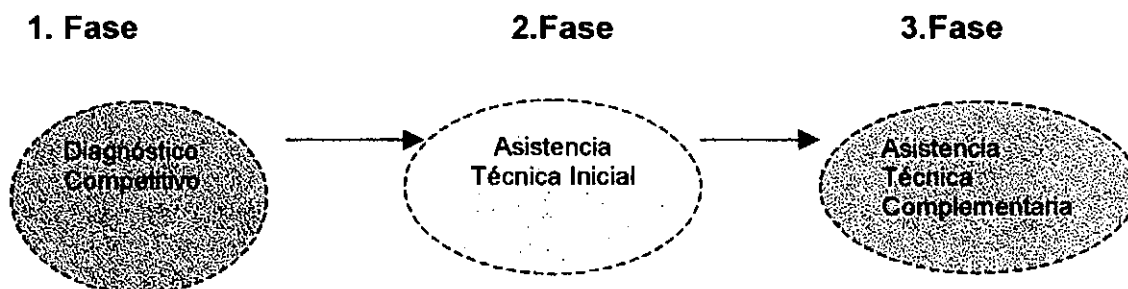 1. Fase
2.Fase
3.Fase
Diagnóstico
Competitivo
Asistencia
Técnica Inicial
Asistencia
Técnica
Complementaria